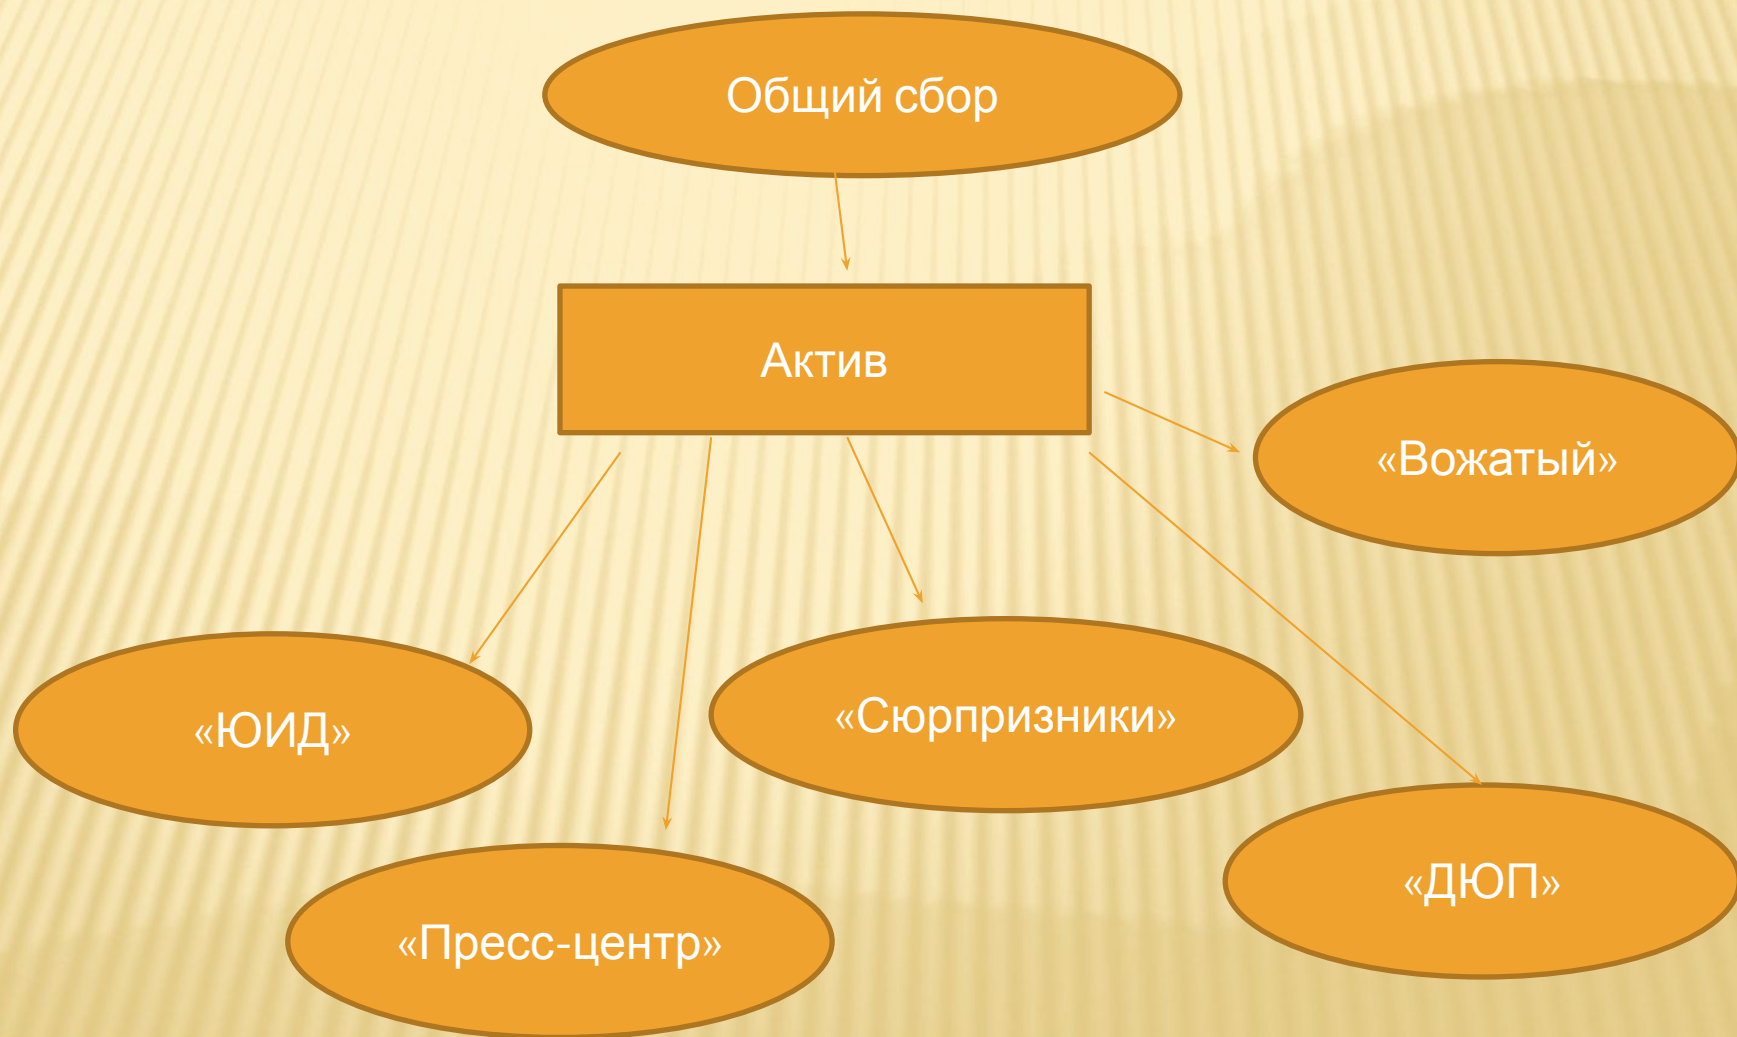 Общий сбор
Актив
«Вожатый»
«ЮИД»
«Сюрпризники»
«ДЮП»
«Пресс-центр»